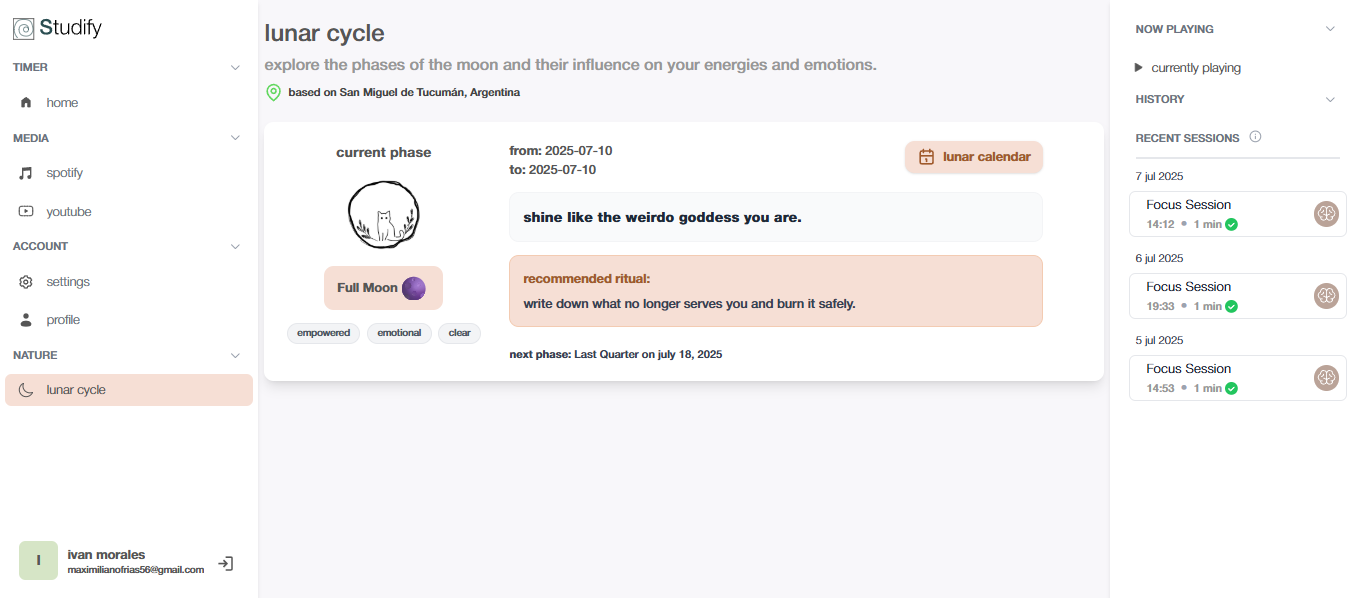 Studify
TIMER
home
MEDIA
spotify
youtube
ACCOUNT
settings
profile
NATURE
lunar cycle
I
ivan morales
maximilianofrias56@gmail.com
lunar cycle
explore the phases of the moon and their influence on your energies and emotions.
based on San Miguel de Tucumán, Argentina
current phase
Full Moon
empowered emotional clear
from: 2025-07-10
to: 2025-07-10
lunar calendar
shine like the weirdo goddess you are.
recommended ritual:
write down what no longer serves you and burn it safely.
next phase: Last Quarter on july 18, 2025
NOW PLAYING
currently playing
HISTORY
RECENT SESSIONS
7 jul 2025
Focus Session
14:12 • 1 min
6 jul 2025
Focus Session
19:33 • 1 min
5 jul 2025
Focus Session
14:53 • 1 min